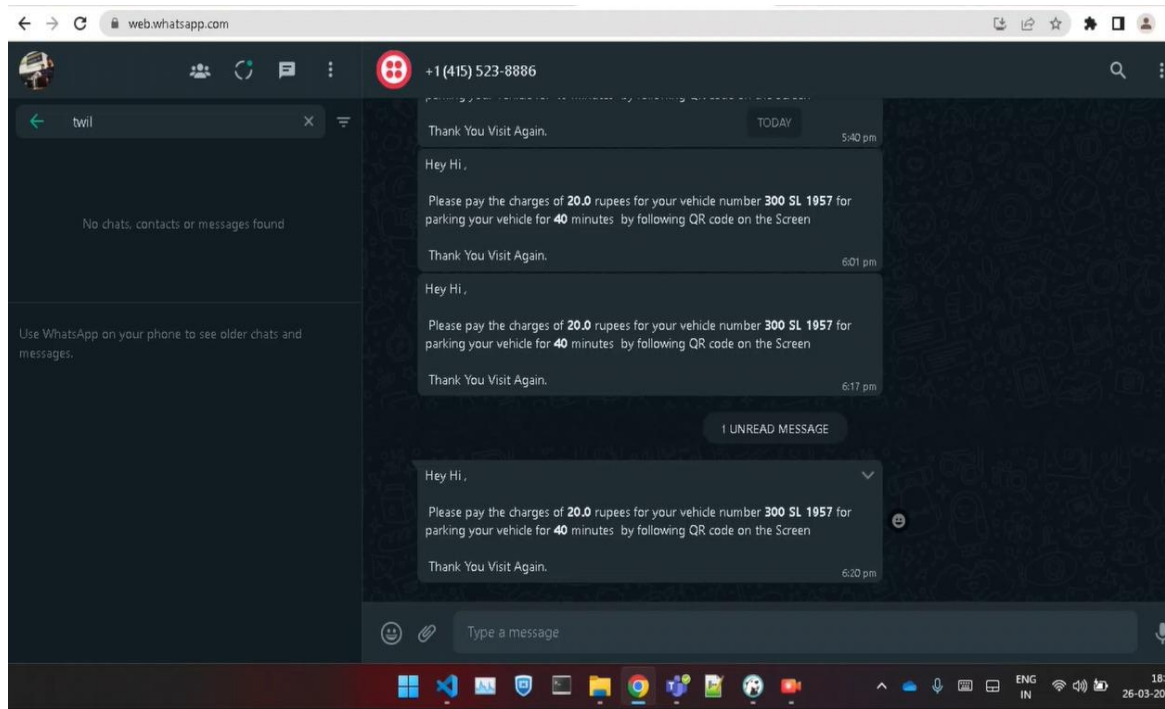 web.whatsapp.com
+1 (415) 523-8886
twil
TODAY
Thank You Visit Again.
5:40 pm
No chats, contacts or messages found
Use WhatsApp on your phone to see older chats and
messages.
Hey Hi ,
Please pay the charges of 20.0 rupees for your vehicle number 300 SL 1957 for
parking your vehicle for 40 minutes by following QR code on the Screen
Thank You Visit Again.
6:01 pm
Hey Hi ,
Please pay the charges of 20.0 rupees for your vehicle number 300 SL 1957 for
parking your vehicle for 40 minutes by following QR code on the Screen
Thank You Visit Again.
6:17 pm
1 UNREAD MESSAGE
Hey Hi ,
Please pay the charges of 20.0 rupees for your vehicle number 300 SL 1957 for
parking your vehicle for 40 minutes by following QR code on the Screen
Thank You Visit Again.
6:20 pm
Type a message
ENG
IN
18:
26-03-20